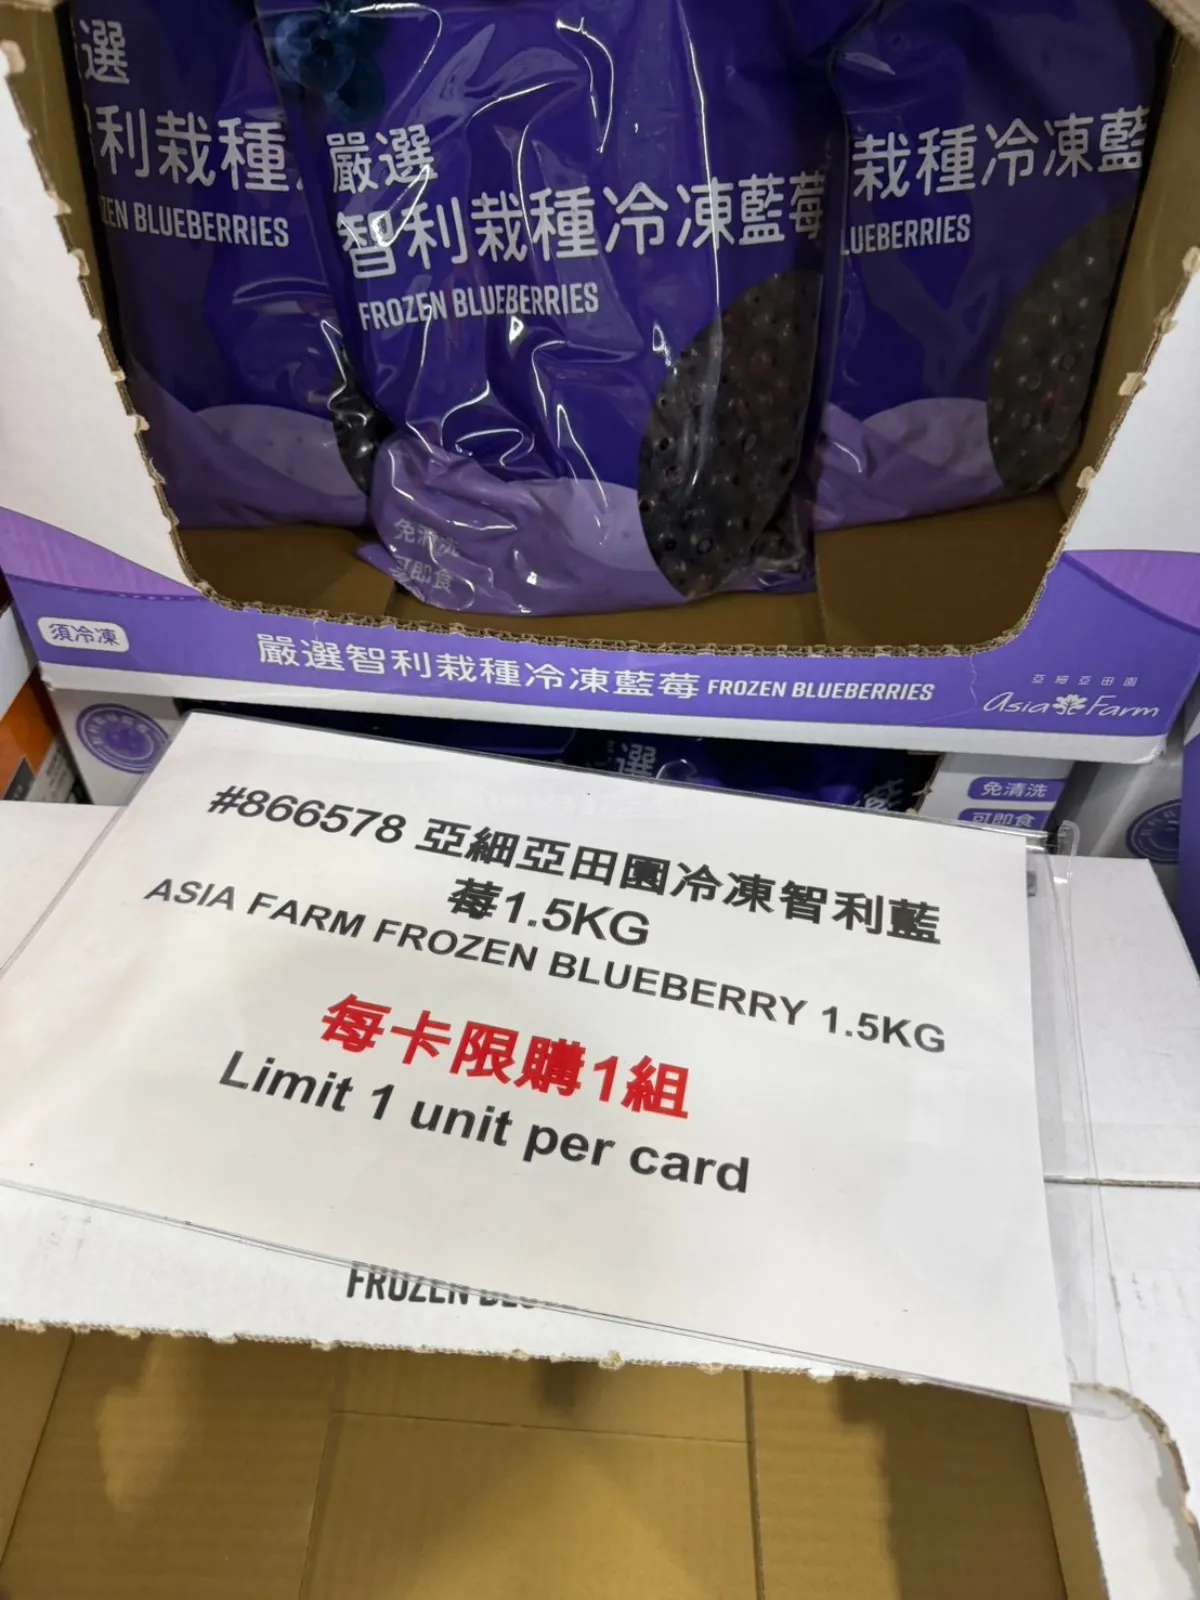 選
利栽種
ZEN BLUEBERRIES
嚴選
智利栽種冷凍藍莓
FROZEN BLUEBERRIES
免清洗
可即食
栽種冷凍藍
LUEBERRIES
須冷凍
嚴選智利栽種冷凍藍莓 FROZEN BLUEBERRIES
亞細亞田園
Asia Farm
選
免清洗
可即食
#866578 亞細亞田園冷凍智利藍
莓1.5KG
ASIA FARM FROZEN BLUEBERRY 1.5KG
每卡限購1組
Limit 1 unit per card
FROZEN